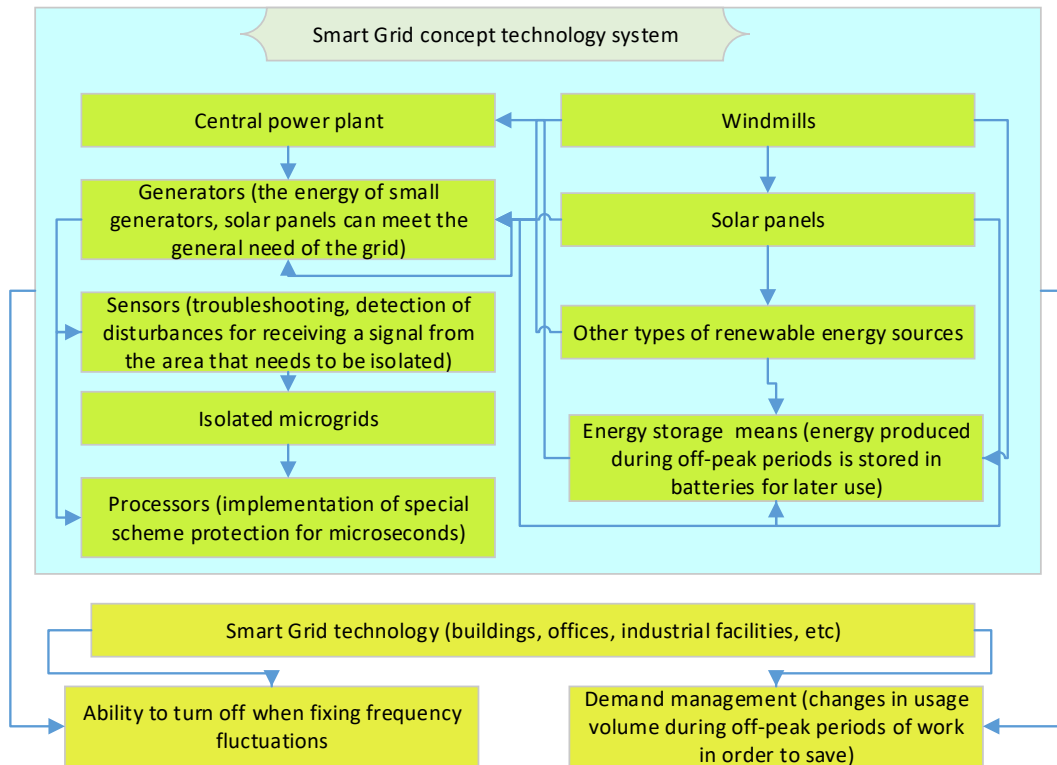 Smart Grid concept technology system
Central power plant
Windmills
Generators (the energy of small
generators, solar panels can meet the
general need of the grid)
Solar panels
Sensors (troubleshooting, detection of
disturbances for receiving a signal from
the area that needs to be isolated)
Other types of renewable energy sources
Isolated microgrids
Energy storage  means (energy produced
during off-peak periods is stored in
batteries for later use)
Processors (implementation of special
scheme protection for microseconds)
Smart Grid technology (buildings, offices, industrial facilities, etc)
Ability to turn off when fixing frequency
fluctuations
Demand management (changes in usage
volume during off-peak periods of work
in order to save)